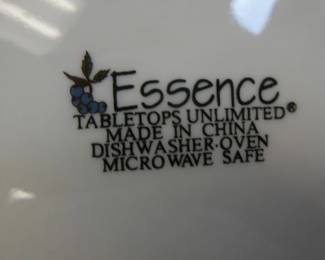 Essence
TABLETOPS UNLIMITED®
MADE IN CHINA
DISHWASHER·OVEN
MICROWAVE SAFE